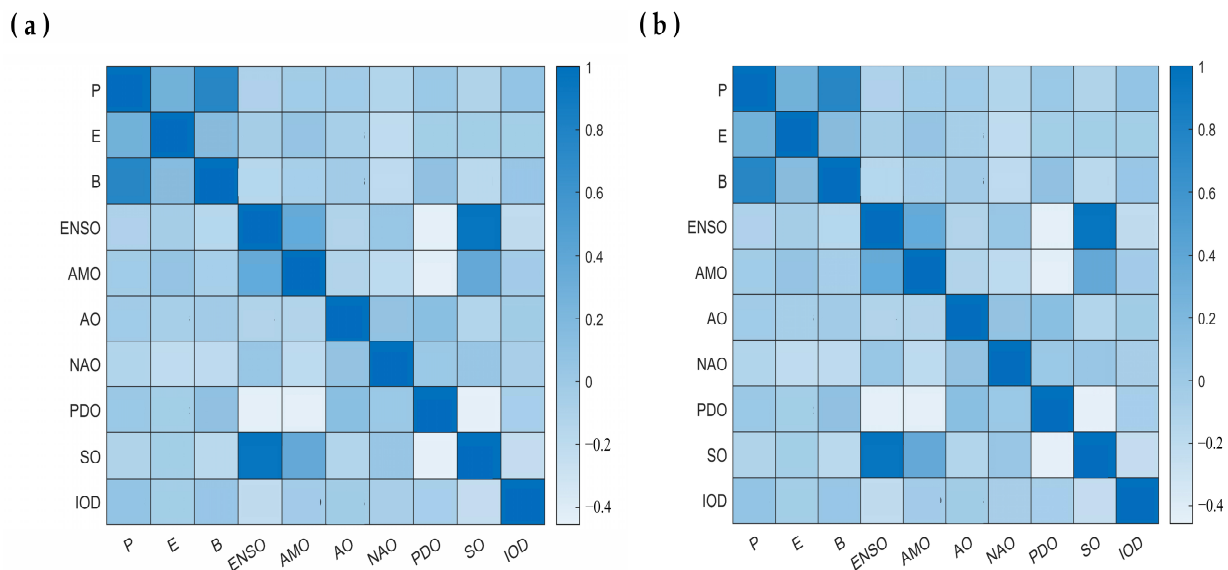 (a)
P
E
B
ENSO
AMO
AO
NAO
PDO
SO
IOD
P E B ENSO AMO AO NAO PDO SO IOD
1
0.8
0.6
0.4
0.2
0
−0.2
−0.4
(b)
P
E
B
ENSO
AMO
AO
NAO
PDO
SO
IOD
P E B ENSO AMO AO NAO PDO SO IOD
1
0.8
0.6
0.4
0.2
0
−0.2
−0.4